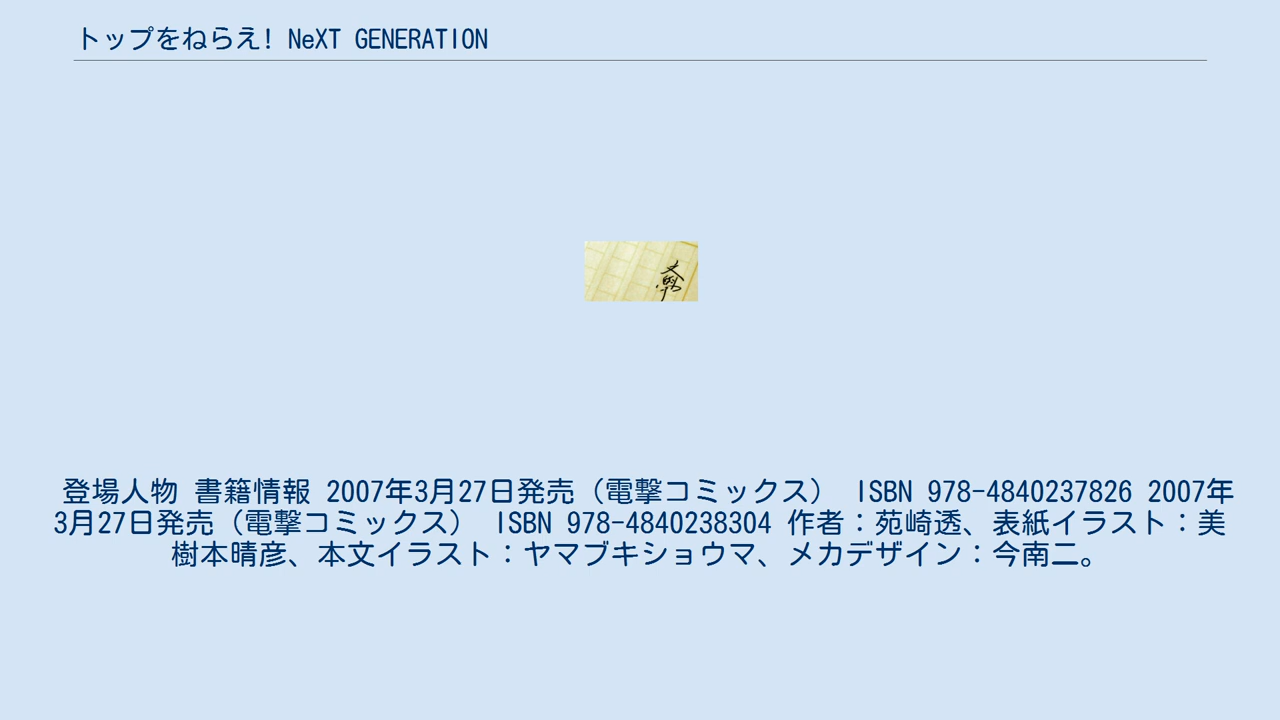 トップをねらえ! NeXT GENERATION
登場人物 書籍情報 2007年3月27日発売（電撃コミックス） ISBN 978-4840237826 2007年
3月27日発売（電撃コミックス） ISBN 978-4840238304 作者：苑崎透、表紙イラスト：美
樹本晴彦、本文イラスト：ヤマブキショウマ、メカデザイン：今南二。